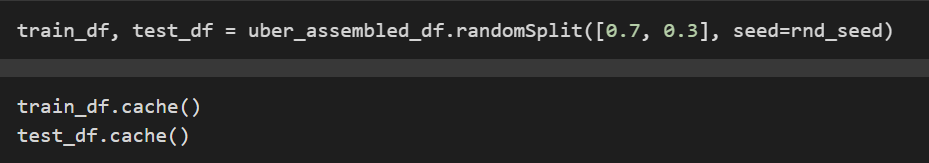 train_df, test_df = uber_assembled_df.randomSplit([0.7, 0.3], seed=rnd_seed)
train_df.cache()
test_df.cache()